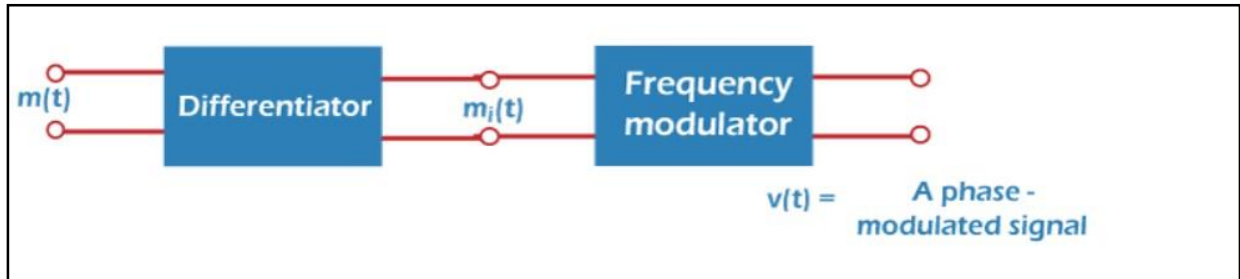 m(t)
Differentiator
mᵢ(t)
Frequency
modulator
v(t) = A phase -
modulated signal